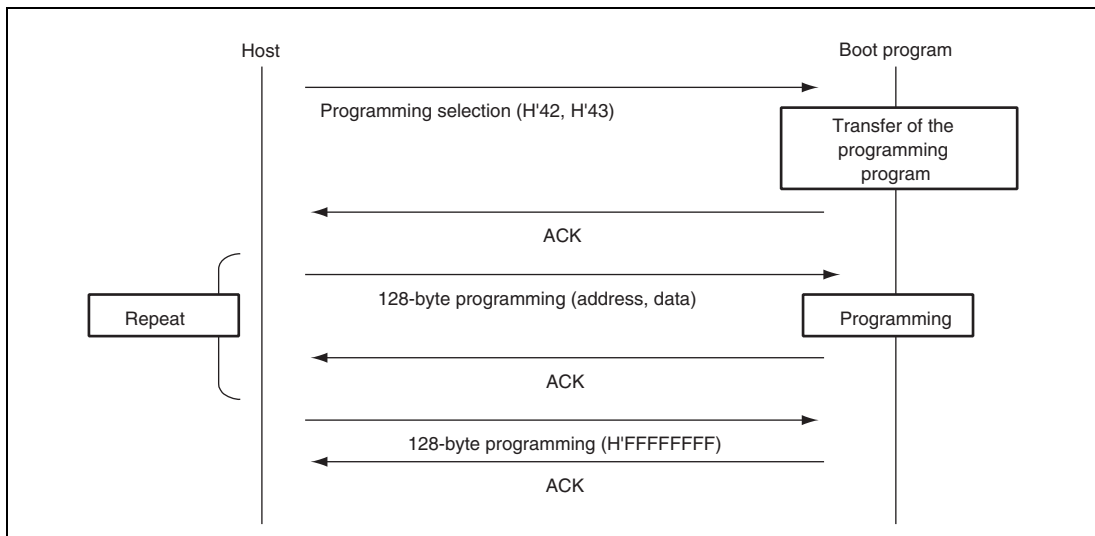 Host
Boot program
Programming selection (H'42, H'43)
Transfer of the
programming
program
ACK
128-byte programming (address, data)
Repeat
Programming
ACK
128-byte programming (H'FFFFFFFF)
ACK